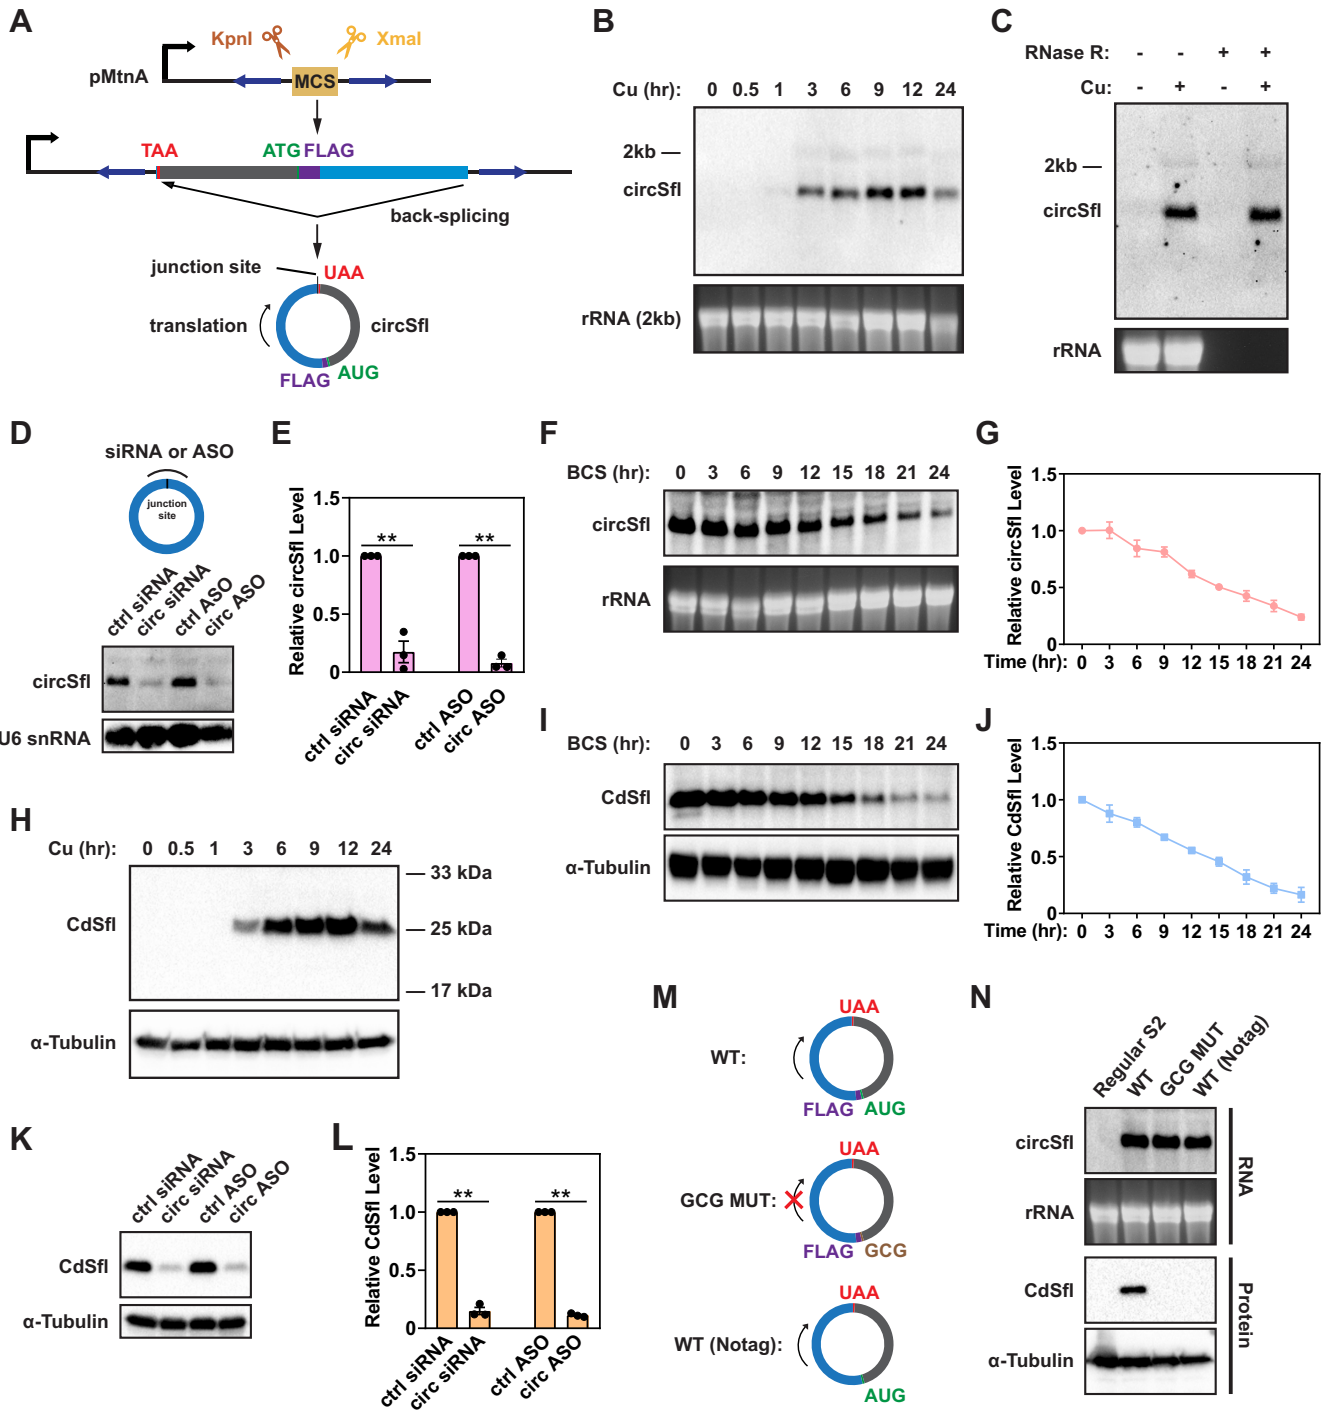 A
KpnI
XmaI
pMtnA
MCS
TAA
ATG FLAG
back-splicing
junction site
UAA
translation
circSfl
FLAG
AUG
B
Cu (hr): 0 0.5 1 3 6 9 12 24
2kb
circSfl
rRNA (2kb)
C
RNase R: - - + +
Cu: - + - +
2kb
circSfl
rRNA
D
siRNA or ASO
junction
site
ctrl siRNA
circ siRNA
ctrl ASO
circ ASO
circSfl
U6 snRNA
E
Relative circSfl Level
1.5
1.0
0.5
0
** **
ctrl siRNA
circ siRNA
ctrl ASO
circ ASO
F
BCS (hr): 0 3 6 9 12 15 18 21 24
circSfl
rRNA
G
Relative circSfl Level
1.5
1.0
0.5
0
Time (hr): 0 3 6 9 12 15 18 21 24
H
Cu (hr): 0 0.5 1 3 6 9 12 24
33 kDa
CdSfl
25 kDa
17 kDa
α-Tubulin
I
BCS (hr): 0 3 6 9 12 15 18 21 24
CdSfl
α-Tubulin
J
Relative CdSfl Level
1.5
1.0
0.5
0
Time (hr): 0 3 6 9 12 15 18 21 24
K
ctrl siRNA
circ siRNA
ctrl ASO
circ ASO
CdSfl
α-Tubulin
L
Relative CdSfl Level
1.5
1.0
0.5
0
** **
ctrl siRNA
circ siRNA
ctrl ASO
circ ASO
M
UAA
WT:
FLAG AUG
UAA
GCG MUT:
FLAG GCG
UAA
WT (Notag):
AUG
N
Regular S2
WT
GCG MUT
WT (Notag)
circSfl
rRNA
RNA
CdSfl
α-Tubulin
Protein